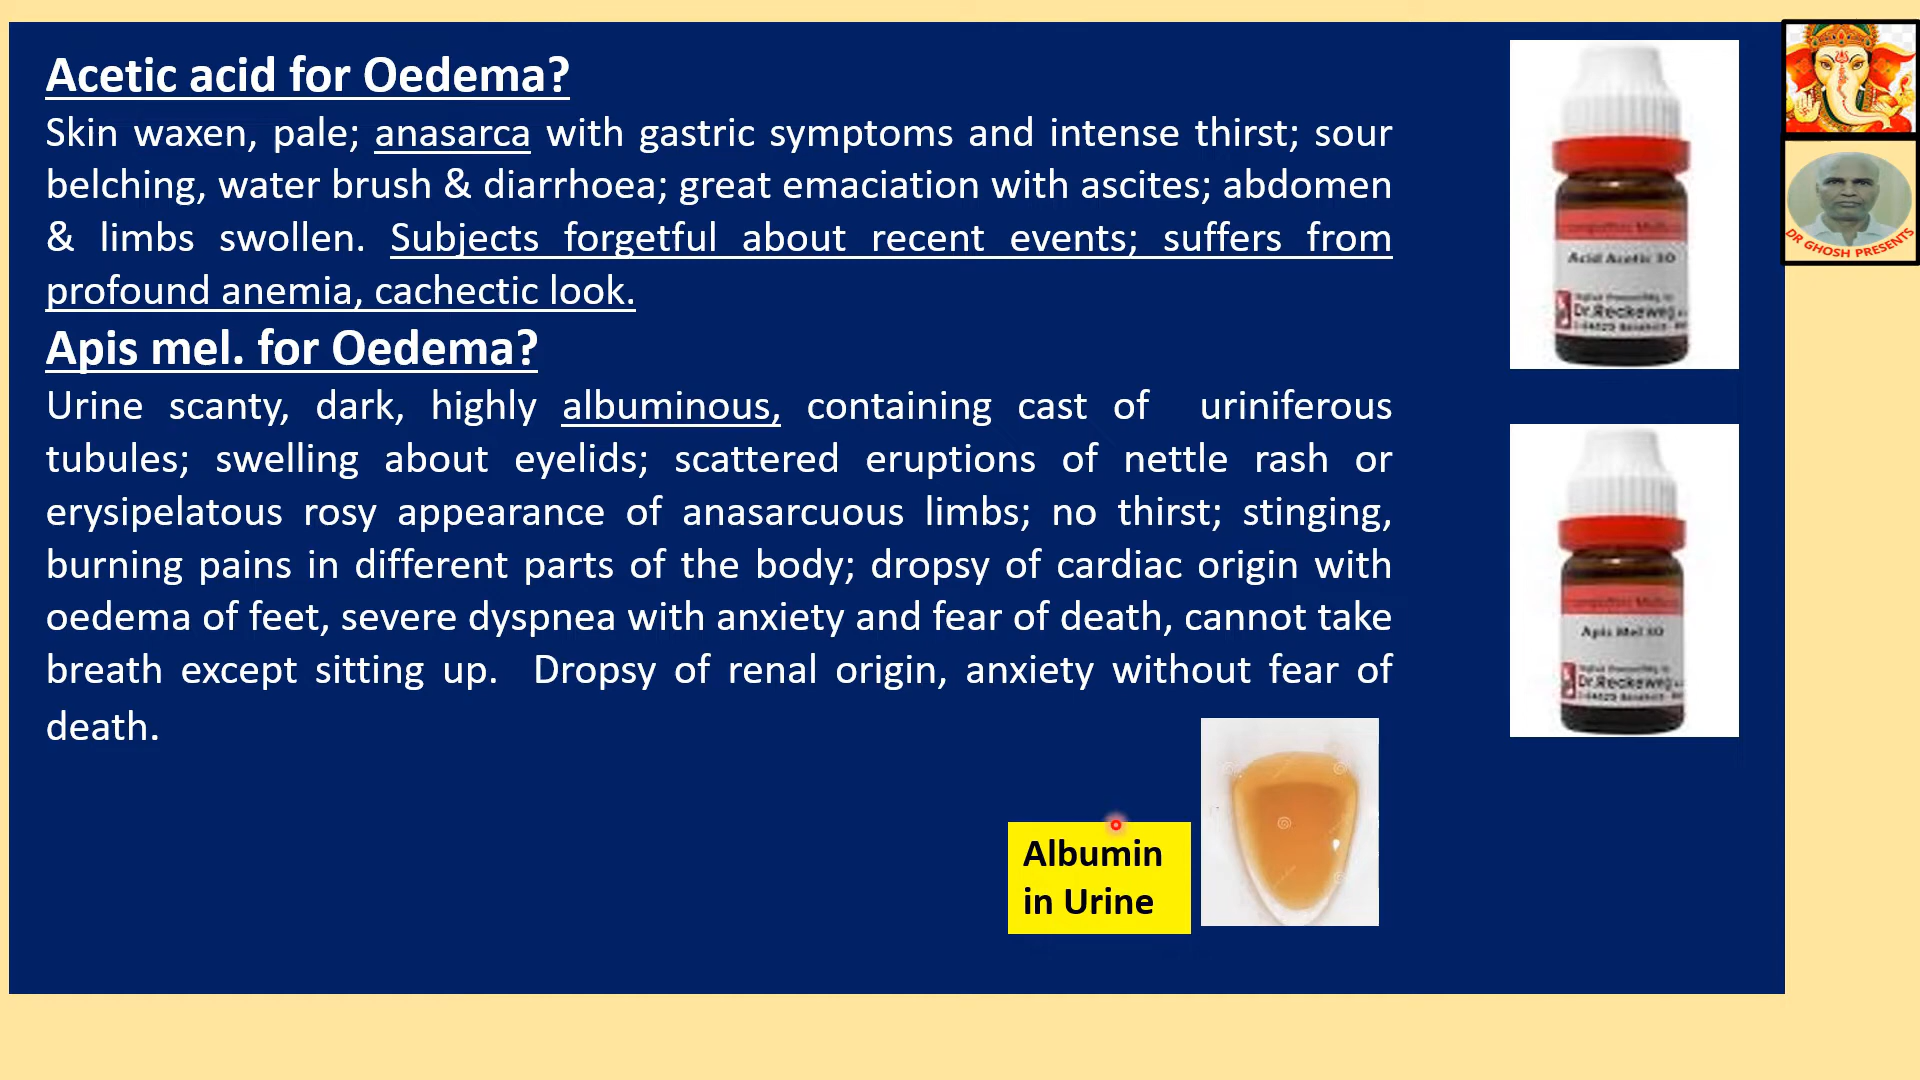 Acetic acid for Oedema?
Skin waxen, pale; anasarca with gastric symptoms and intense thirst; sour
belching, water brush & diarrhoea; great emaciation with ascites; abdomen
& limbs swollen. Subjects forgetful about recent events; suffers from
profound anemia, cachectic look.
Apis mel. for Oedema?
Urine scanty, dark, highly albuminous, containing cast of uriniferous
tubules; swelling about eyelids; scattered eruptions of nettle rash or
erysipelatous rosy appearance of anasarcuous limbs; no thirst; stinging,
burning pains in different parts of the body; dropsy of cardiac origin with
oedema of feet, severe dyspnea with anxiety and fear of death, cannot take
breath except sitting up. Dropsy of renal origin, anxiety without fear of
death.
Albumin
in Urine
Acid Acetic 30
Dr.Reckeweg
Apis Mel 30
Dr.Reckeweg
DR GHOSH PRESENTS